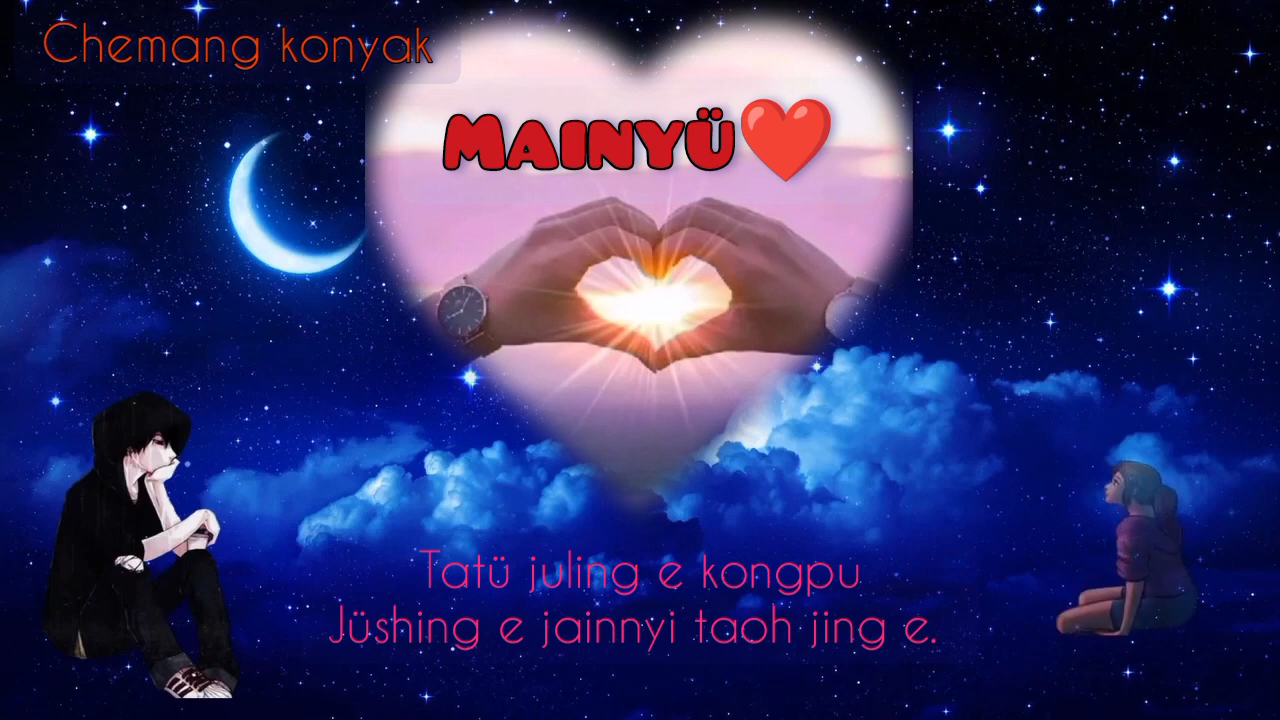 Chemang konyak
MAINYÜ❤️
Tatü juling e kongpu
Jüshing e jainnyi taoh jing e.